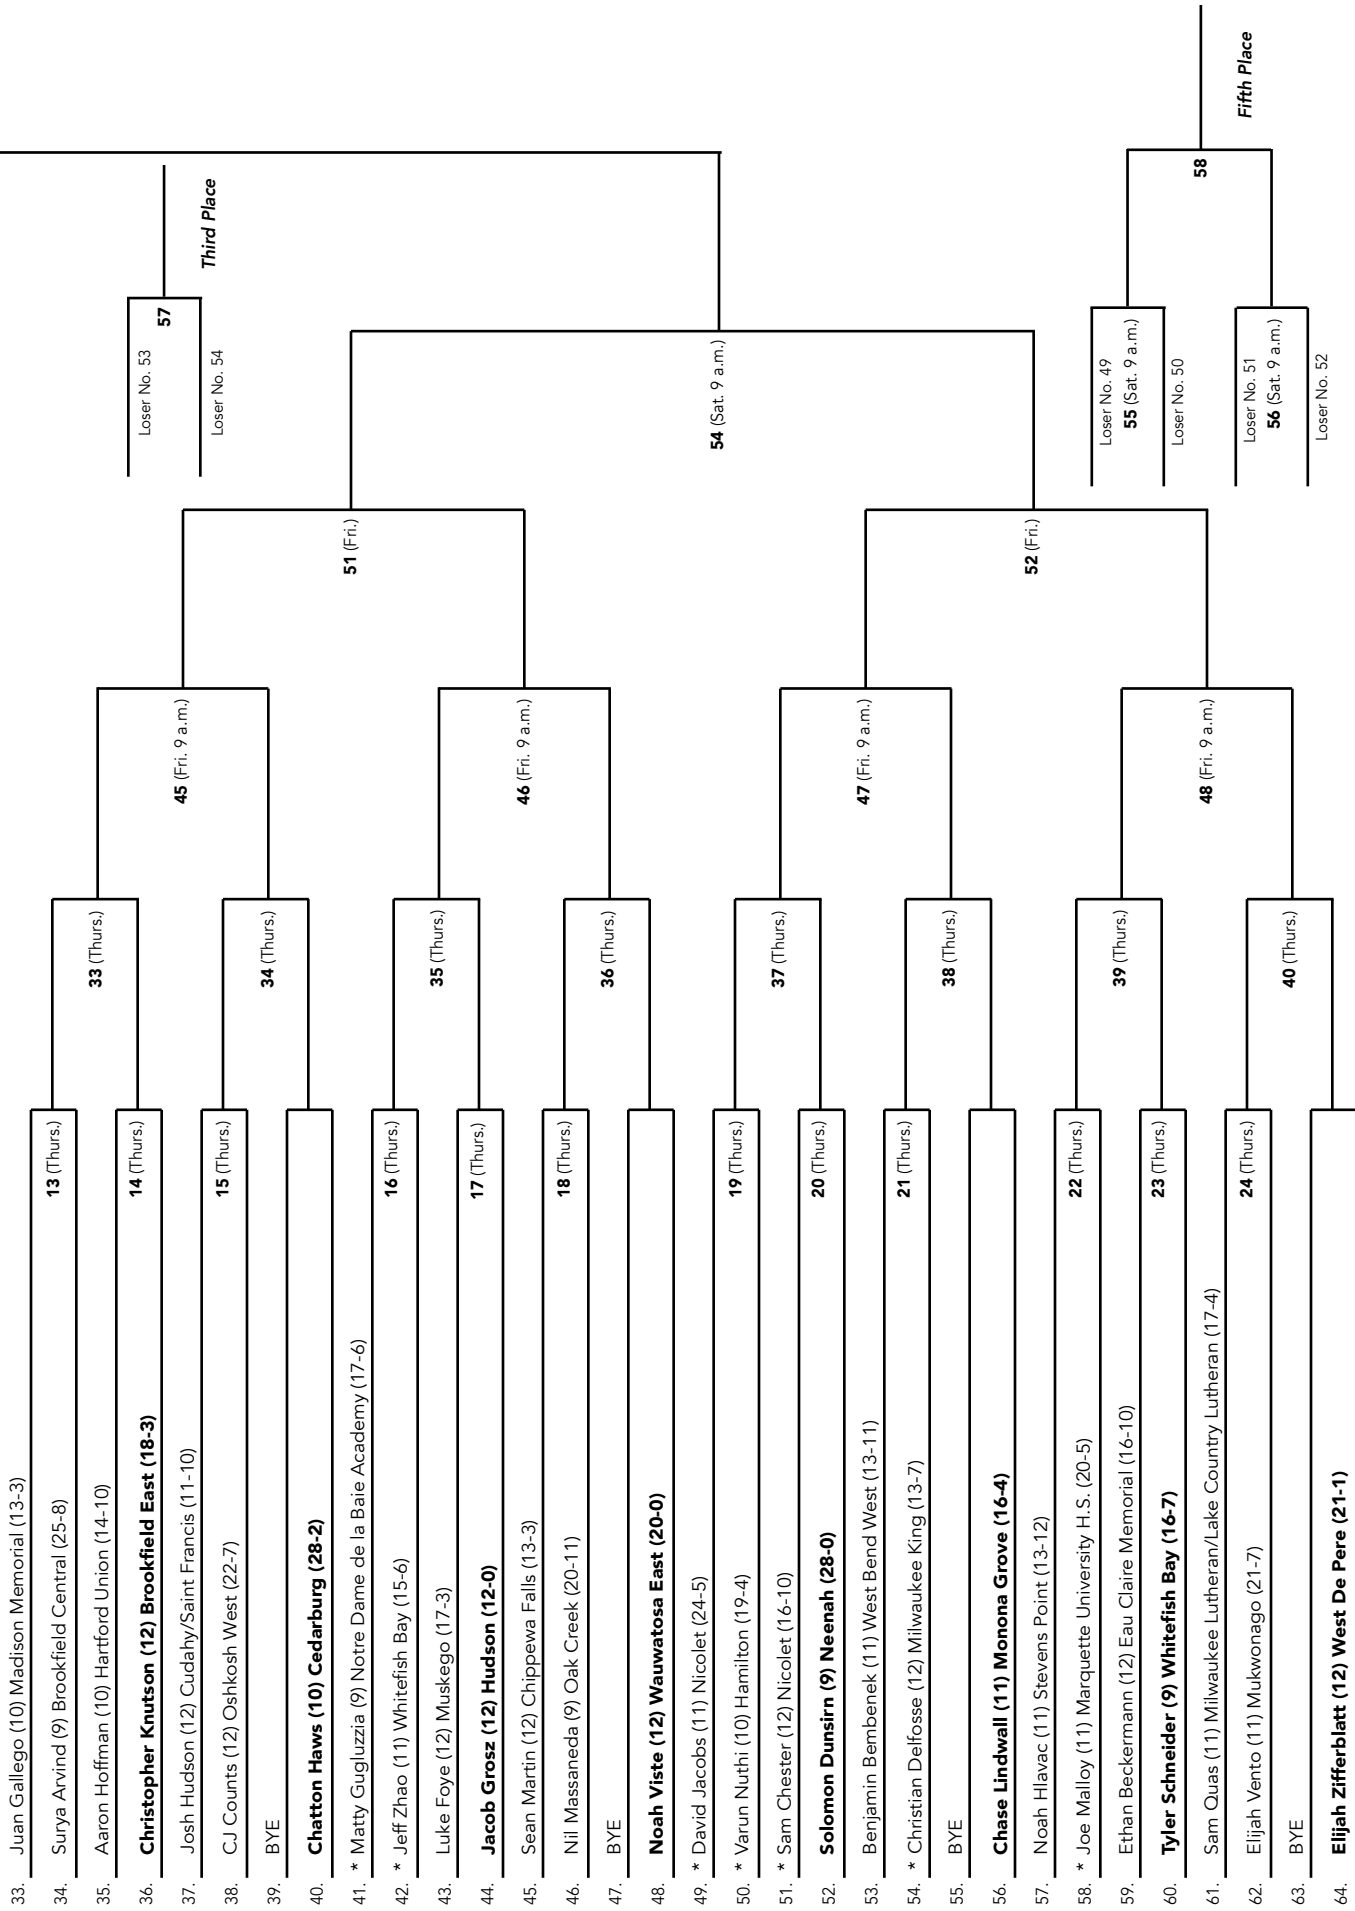 33. Juan Gallego (10) Madison Memorial (13-3)
13 (Thurs.)
34. Surya Arvind (9) Brookfield Central (25-8)
33 (Thurs.)
35. Aaron Hoffman (10) Hartford Union (14-10)
14 (Thurs.)
36. Christopher Knutson (12) Brookfield East (18-3)
45 (Fri. 9 a.m.)
37. Josh Hudson (12) Cudahy/Saint Francis (11-10)
15 (Thurs.)
38. CJ Counts (12) Oshkosh West (22-7)
34 (Thurs.)
39. BYE
40. Chatton Haws (10) Cedarburg (28-2)
51 (Fri.)
41. * Matty Gugluzzia (9) Notre Dame de la Baie Academy (17-6)
16 (Thurs.)
42. * Jeff Zhao (11) Whitefish Bay (15-6)
35 (Thurs.)
43. Luke Foye (12) Muskego (17-3)
17 (Thurs.)
44. Jacob Grosz (12) Hudson (12-0)
46 (Fri. 9 a.m.)
45. Sean Martin (12) Chippewa Falls (13-3)
18 (Thurs.)
46. Nil Massaneda (9) Oak Creek (20-11)
36 (Thurs.)
47. BYE
48. Noah Viste (12) Wauwatosa East (20-0)
54 (Sat. 9 a.m.)
49. * David Jacobs (11) Nicolet (24-5)
19 (Thurs.)
50. * Varun Nuthi (10) Hamilton (19-4)
37 (Thurs.)
51. * Sam Chester (12) Nicolet (16-10)
20 (Thurs.)
52. Solomon Dunsirn (9) Neenah (28-0)
47 (Fri. 9 a.m.)
53. Benjamin Bembenek (11) West Bend West (13-11)
21 (Thurs.)
54. * Christian Delfosse (12) Milwaukee King (13-7)
38 (Thurs.)
55. BYE
56. Chase Lindwall (11) Monona Grove (16-4)
52 (Fri.)
57. Noah Hlavac (11) Stevens Point (13-12)
22 (Thurs.)
58. * Joe Malloy (11) Marquette University H.S. (20-5)
39 (Thurs.)
59. Ethan Beckermann (12) Eau Claire Memorial (16-10)
23 (Thurs.)
60. Tyler Schneider (9) Whitefish Bay (16-7)
48 (Fri. 9 a.m.)
61. Sam Quas (11) Milwaukee Lutheran/Lake Country Lutheran (17-4)
24 (Thurs.)
62. Elijah Vento (11) Mukwonago (21-7)
40 (Thurs.)
63. BYE
64. Elijah Zifferblatt (12) West De Pere (21-1)
Loser No. 53
57
Loser No. 54
Third Place
Loser No. 49
55 (Sat. 9 a.m.)
Loser No. 50
58
Loser No. 51
56 (Sat. 9 a.m.)
Loser No. 52
Fifth Place